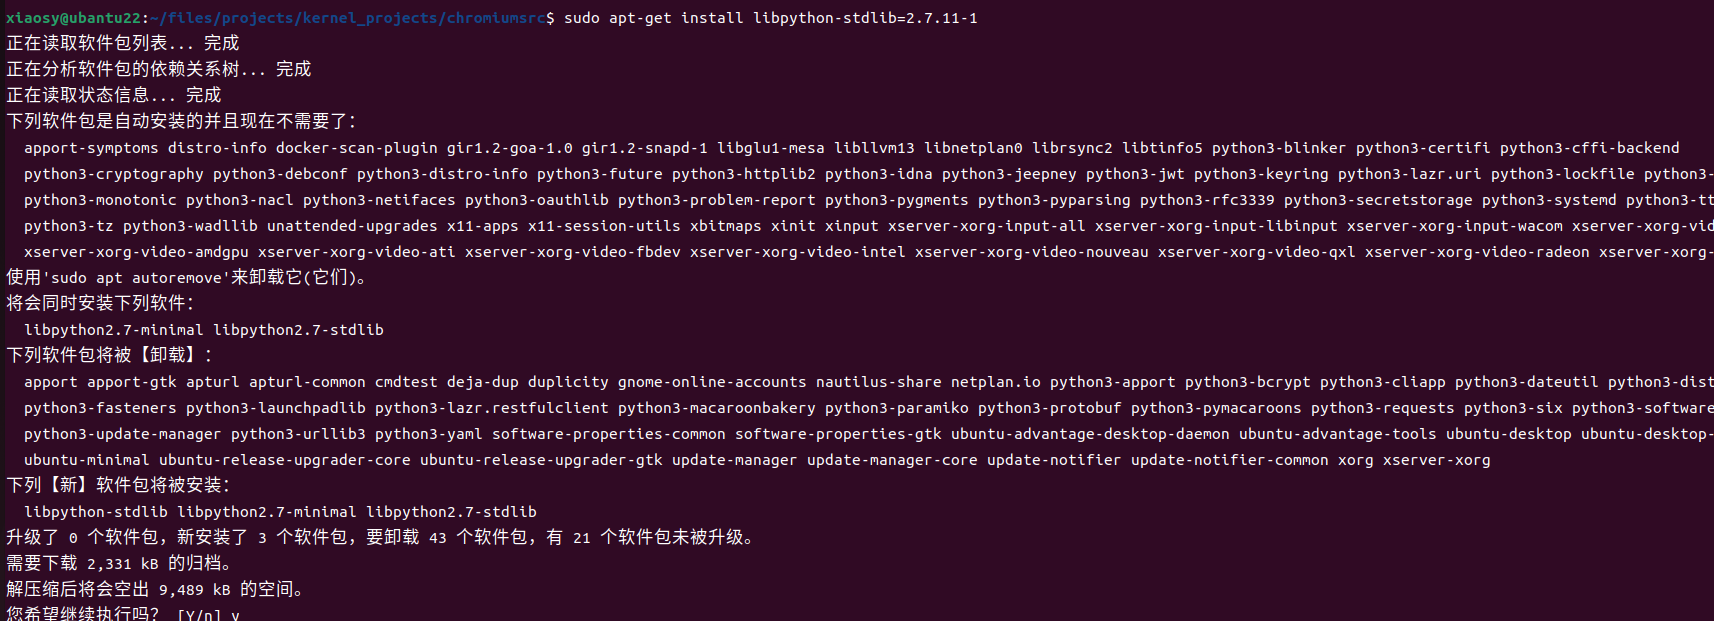 xiaosy@ubantu22:~/files/projects/kernel_projects/chromiumsrc$ sudo apt-get install libpython-stdlib=2.7.11-1
正在读取软件包列表... 完成
正在分析软件包的依赖关系树... 完成
正在读取状态信息... 完成
下列软件包是自动安装的并且现在不需要了：
apport-symptoms distro-info docker-scan-plugin gir1.2-goa-1.0 gir1.2-snapd-1 libglu1-mesa libllvm13 libnetplan0 librsync2 libtinfo5 python3-blinker python3-certifi python3-cffi-backend
python3-cryptography python3-debconf python3-distro-info python3-future python3-httplib2 python3-idna python3-jeepney python3-jwt python3-keyring python3-lazr.uri python3-lockfile python3-
python3-monotonic python3-nacl python3-netifaces python3-oauthlib python3-problem-report python3-pygments python3-pyparsing python3-rfc3339 python3-secretstorage python3-systemd python3-tt
python3-tz python3-wadllib unattended-upgrades x11-apps x11-session-utils xbitmaps xinit xinput xserver-xorg-input-all xserver-xorg-input-libinput xserver-xorg-input-wacom xserver-xorg-vid
xserver-xorg-video-amdgpu xserver-xorg-video-ati xserver-xorg-video-fbdev xserver-xorg-video-intel xserver-xorg-video-nouveau xserver-xorg-video-qxl xserver-xorg-video-radeon xserver-xorg-
使用'sudo apt autoremove'来卸载它(它们)。
将会同时安装下列软件：
libpython2.7-minimal libpython2.7-stdlib
下列软件包将被【卸载】：
apport apport-gtk apturl apturl-common cmdtest deja-dup duplicity gnome-online-accounts nautilus-share netplan.io python3-apport python3-bcrypt python3-cliapp python3-dateutil python3-dist
python3-fasteners python3-launchpadlib python3-lazr.restfulclient python3-macaroonbakery python3-paramiko python3-protobuf python3-pymacaroons python3-requests python3-six python3-software
python3-update-manager python3-urllib3 python3-yaml software-properties-common software-properties-gtk ubuntu-advantage-desktop-daemon ubuntu-advantage-tools ubuntu-desktop ubuntu-desktop-
ubuntu-minimal ubuntu-release-upgrader-core ubuntu-release-upgrader-gtk update-manager update-manager-core update-notifier update-notifier-common xorg xserver-xorg
下列【新】软件包将被安装：
libpython-stdlib libpython2.7-minimal libpython2.7-stdlib
升级了 0 个软件包，新安装了 3 个软件包，要卸载 43 个软件包，有 21 个软件包未被升级。
需要下载 2,331 kB 的归档。
解压缩后将会空出 9,489 kB 的空间。
您希望继续执行吗？ [Y/n] y